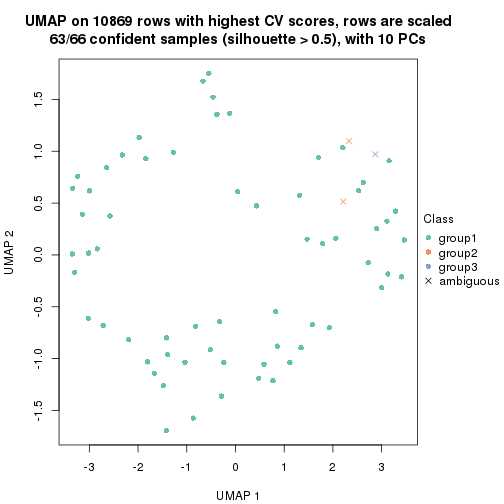 UMAP on 10869 rows with highest CV scores, rows are scaled
63/66 confident samples (silhouette > 0.5), with 10 PCs
1.5
1.0
0.5
0.0
-0.5
-1.0
-1.5
UMAP 2
-3 -2 -1 0 1 2 3
UMAP 1
Class
group1
group2
group3
ambiguous